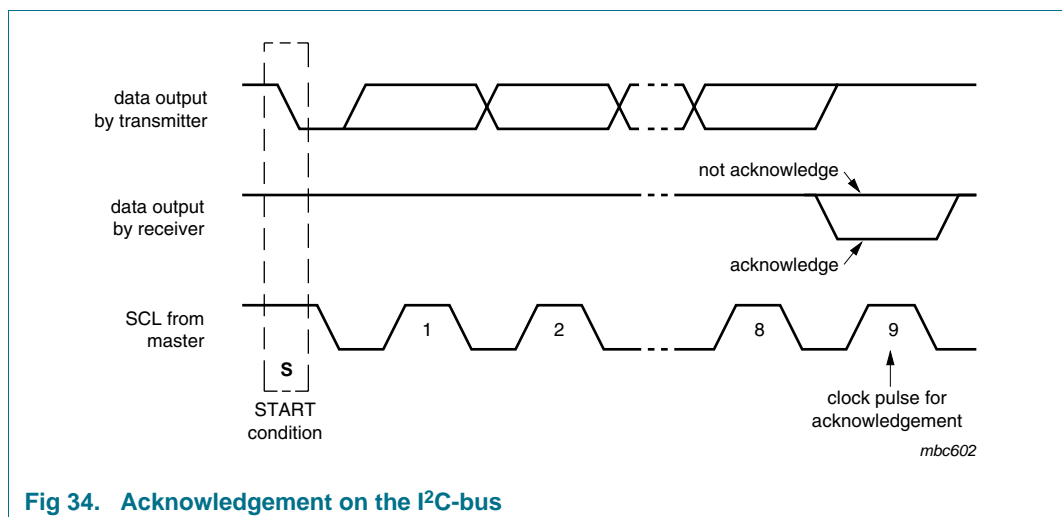 data output
by transmitter
not acknowledge
data output
by receiver
acknowledge
SCL from
master
1
2
8
9
S
START
condition
clock pulse for
acknowledgement
mbc602
Fig 34. Acknowledgement on the I²C-bus